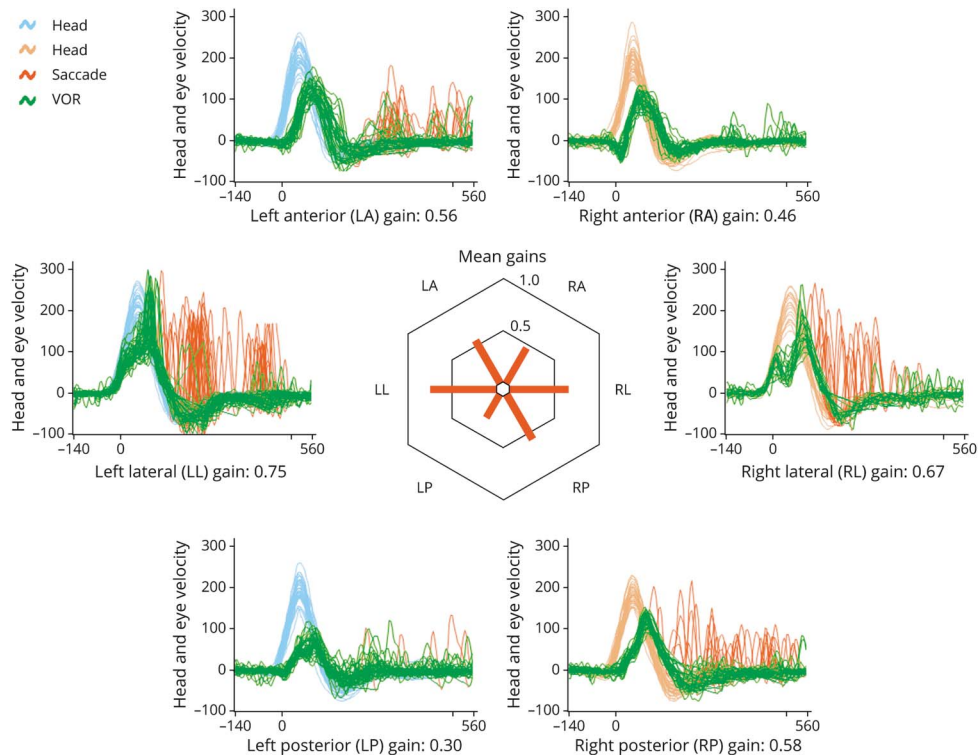 Head
Head
Saccade
VOR
Head and eye velocity
300
200
100
0
−100
−140
0
560
Left anterior (LA) gain: 0.56
Head and eye velocity
300
200
100
0
−100
−140
0
560
Right anterior (RA) gain: 0.46
Head and eye velocity
300
200
100
0
−100
−140
0
560
Left lateral (LL) gain: 0.75
Mean gains
LA
1.0
RA
0.5
LL
RL
LP
RP
Head and eye velocity
300
200
100
0
−100
−140
0
560
Right lateral (RL) gain: 0.67
Head and eye velocity
300
200
100
0
−100
−140
0
560
Left posterior (LP) gain: 0.30
Head and eye velocity
300
200
100
0
−100
−140
0
560
Right posterior (RP) gain: 0.58